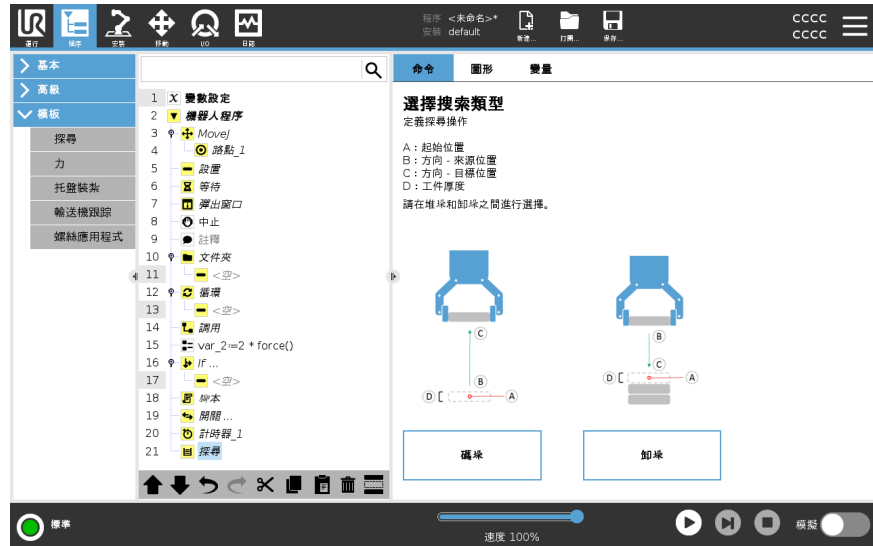 程序 <未命名>*
安裝 default
運行 程序 安裝 移動 I/O 日誌
新建... 打開... 保存...
cccc
cccc
基本
高級
模板
探尋
力
托盤裝紮
輸送機跟踪
螺絲應用程式
1 X 變數設定
2 機器人程序
3 MoveJ
4 路點_1
5 設置
6 等待
7 彈出窗口
8 中止
9 註釋
10 文件夾
11 <空>
12 循環
13 <空>
14 調用
15 var_2≔2 * force()
16 If ...
17 <空>
18 腳本
19 開關 ...
20 計時器_1
21 探尋
命令 圖形 變量
選擇搜索類型
定義探尋操作
A：起始位置
B：方向 - 來源位置
C：方向 - 目標位置
D：工件厚度
請在堆垛和卸垛之間進行選擇。
C
B
D
A
B
C
D
A
碼垛
卸垛
標準
速度 100%
模擬